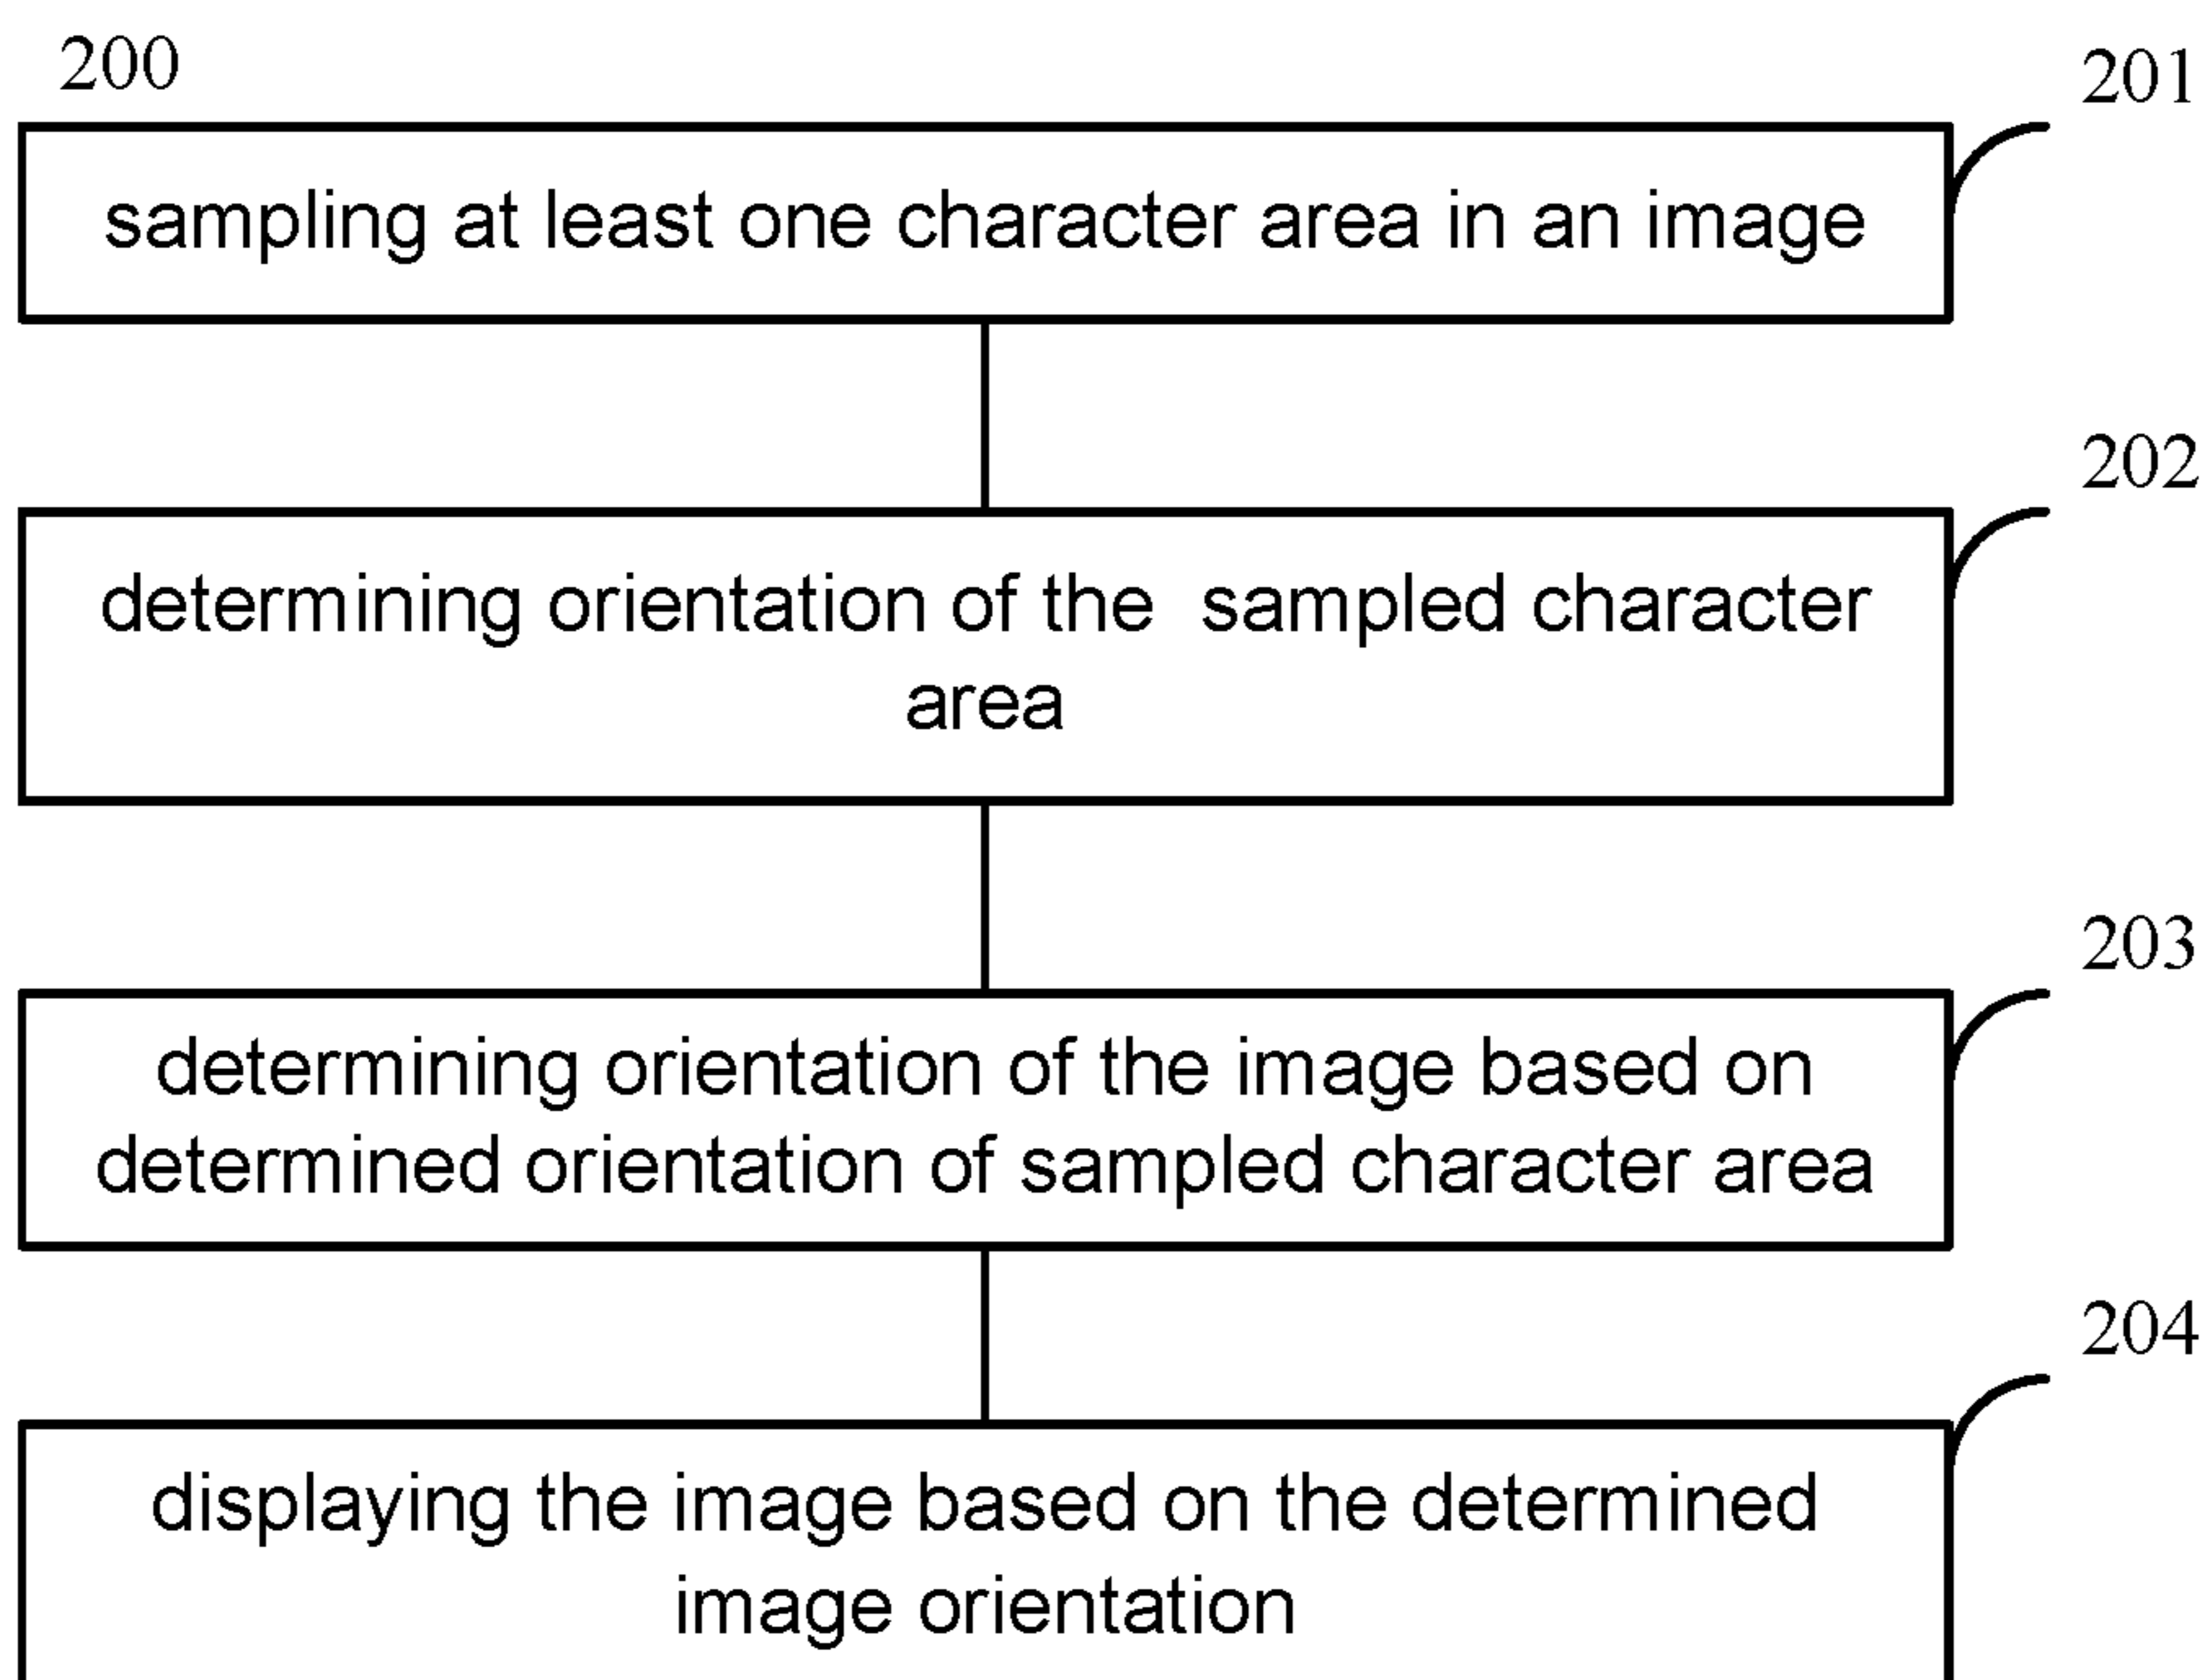 200
201
sampling at least one character area in an image
202
determining orientation of the sampled character
area
203
determining orientation of the image based on
determined orientation of sampled character area
204
displaying the image based on the determined
image orientation